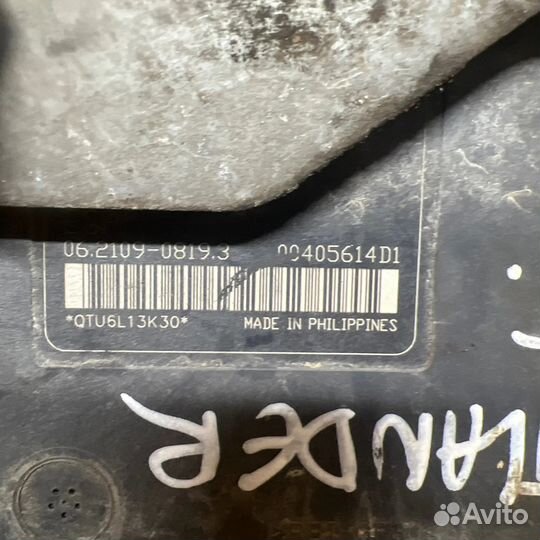 06.2109-0819.3 00405614D1
*QTU6L13K30* MADE IN PHILIPPINES
LANDER
Avito